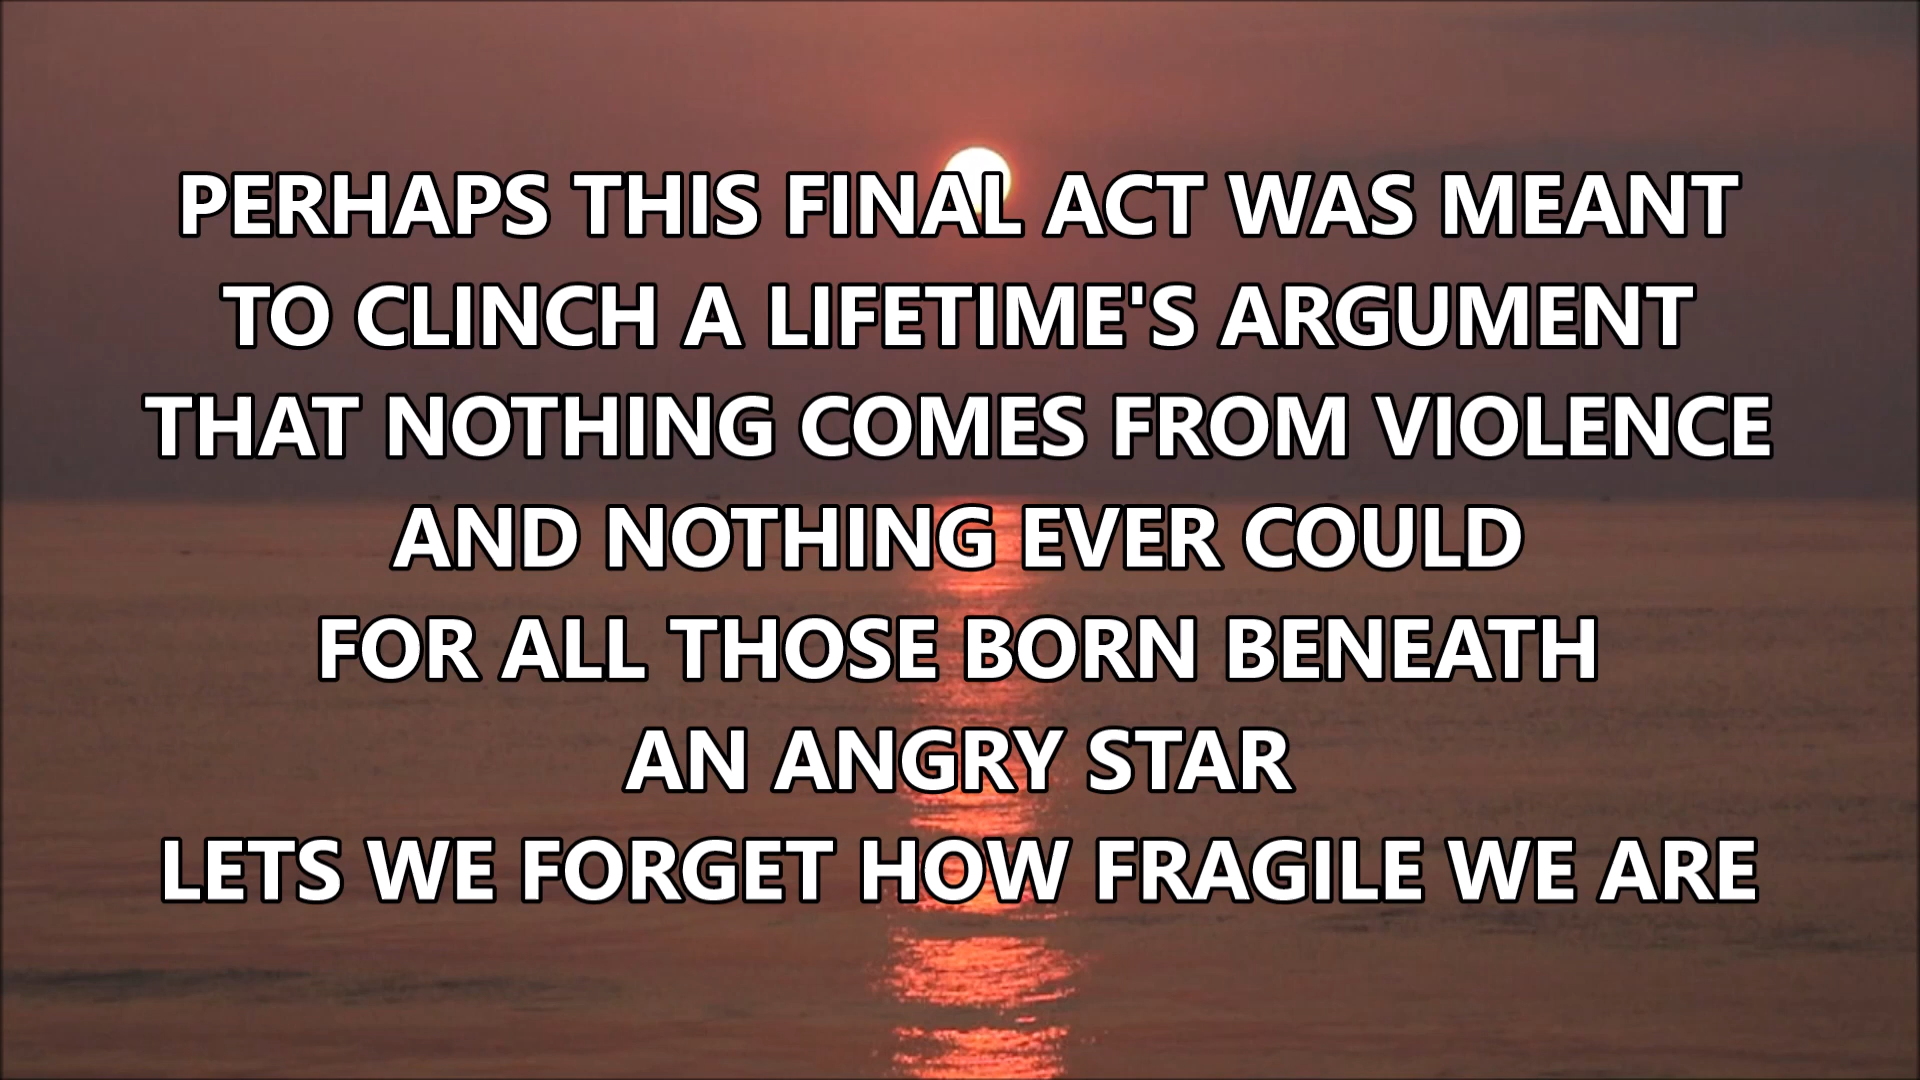 PERHAPS THIS FINAL ACT WAS MEANT
TO CLINCH A LIFETIME'S ARGUMENT
THAT NOTHING COMES FROM VIOLENCE
AND NOTHING EVER COULD
FOR ALL THOSE BORN BENEATH
AN ANGRY STAR
LETS WE FORGET HOW FRAGILE WE ARE